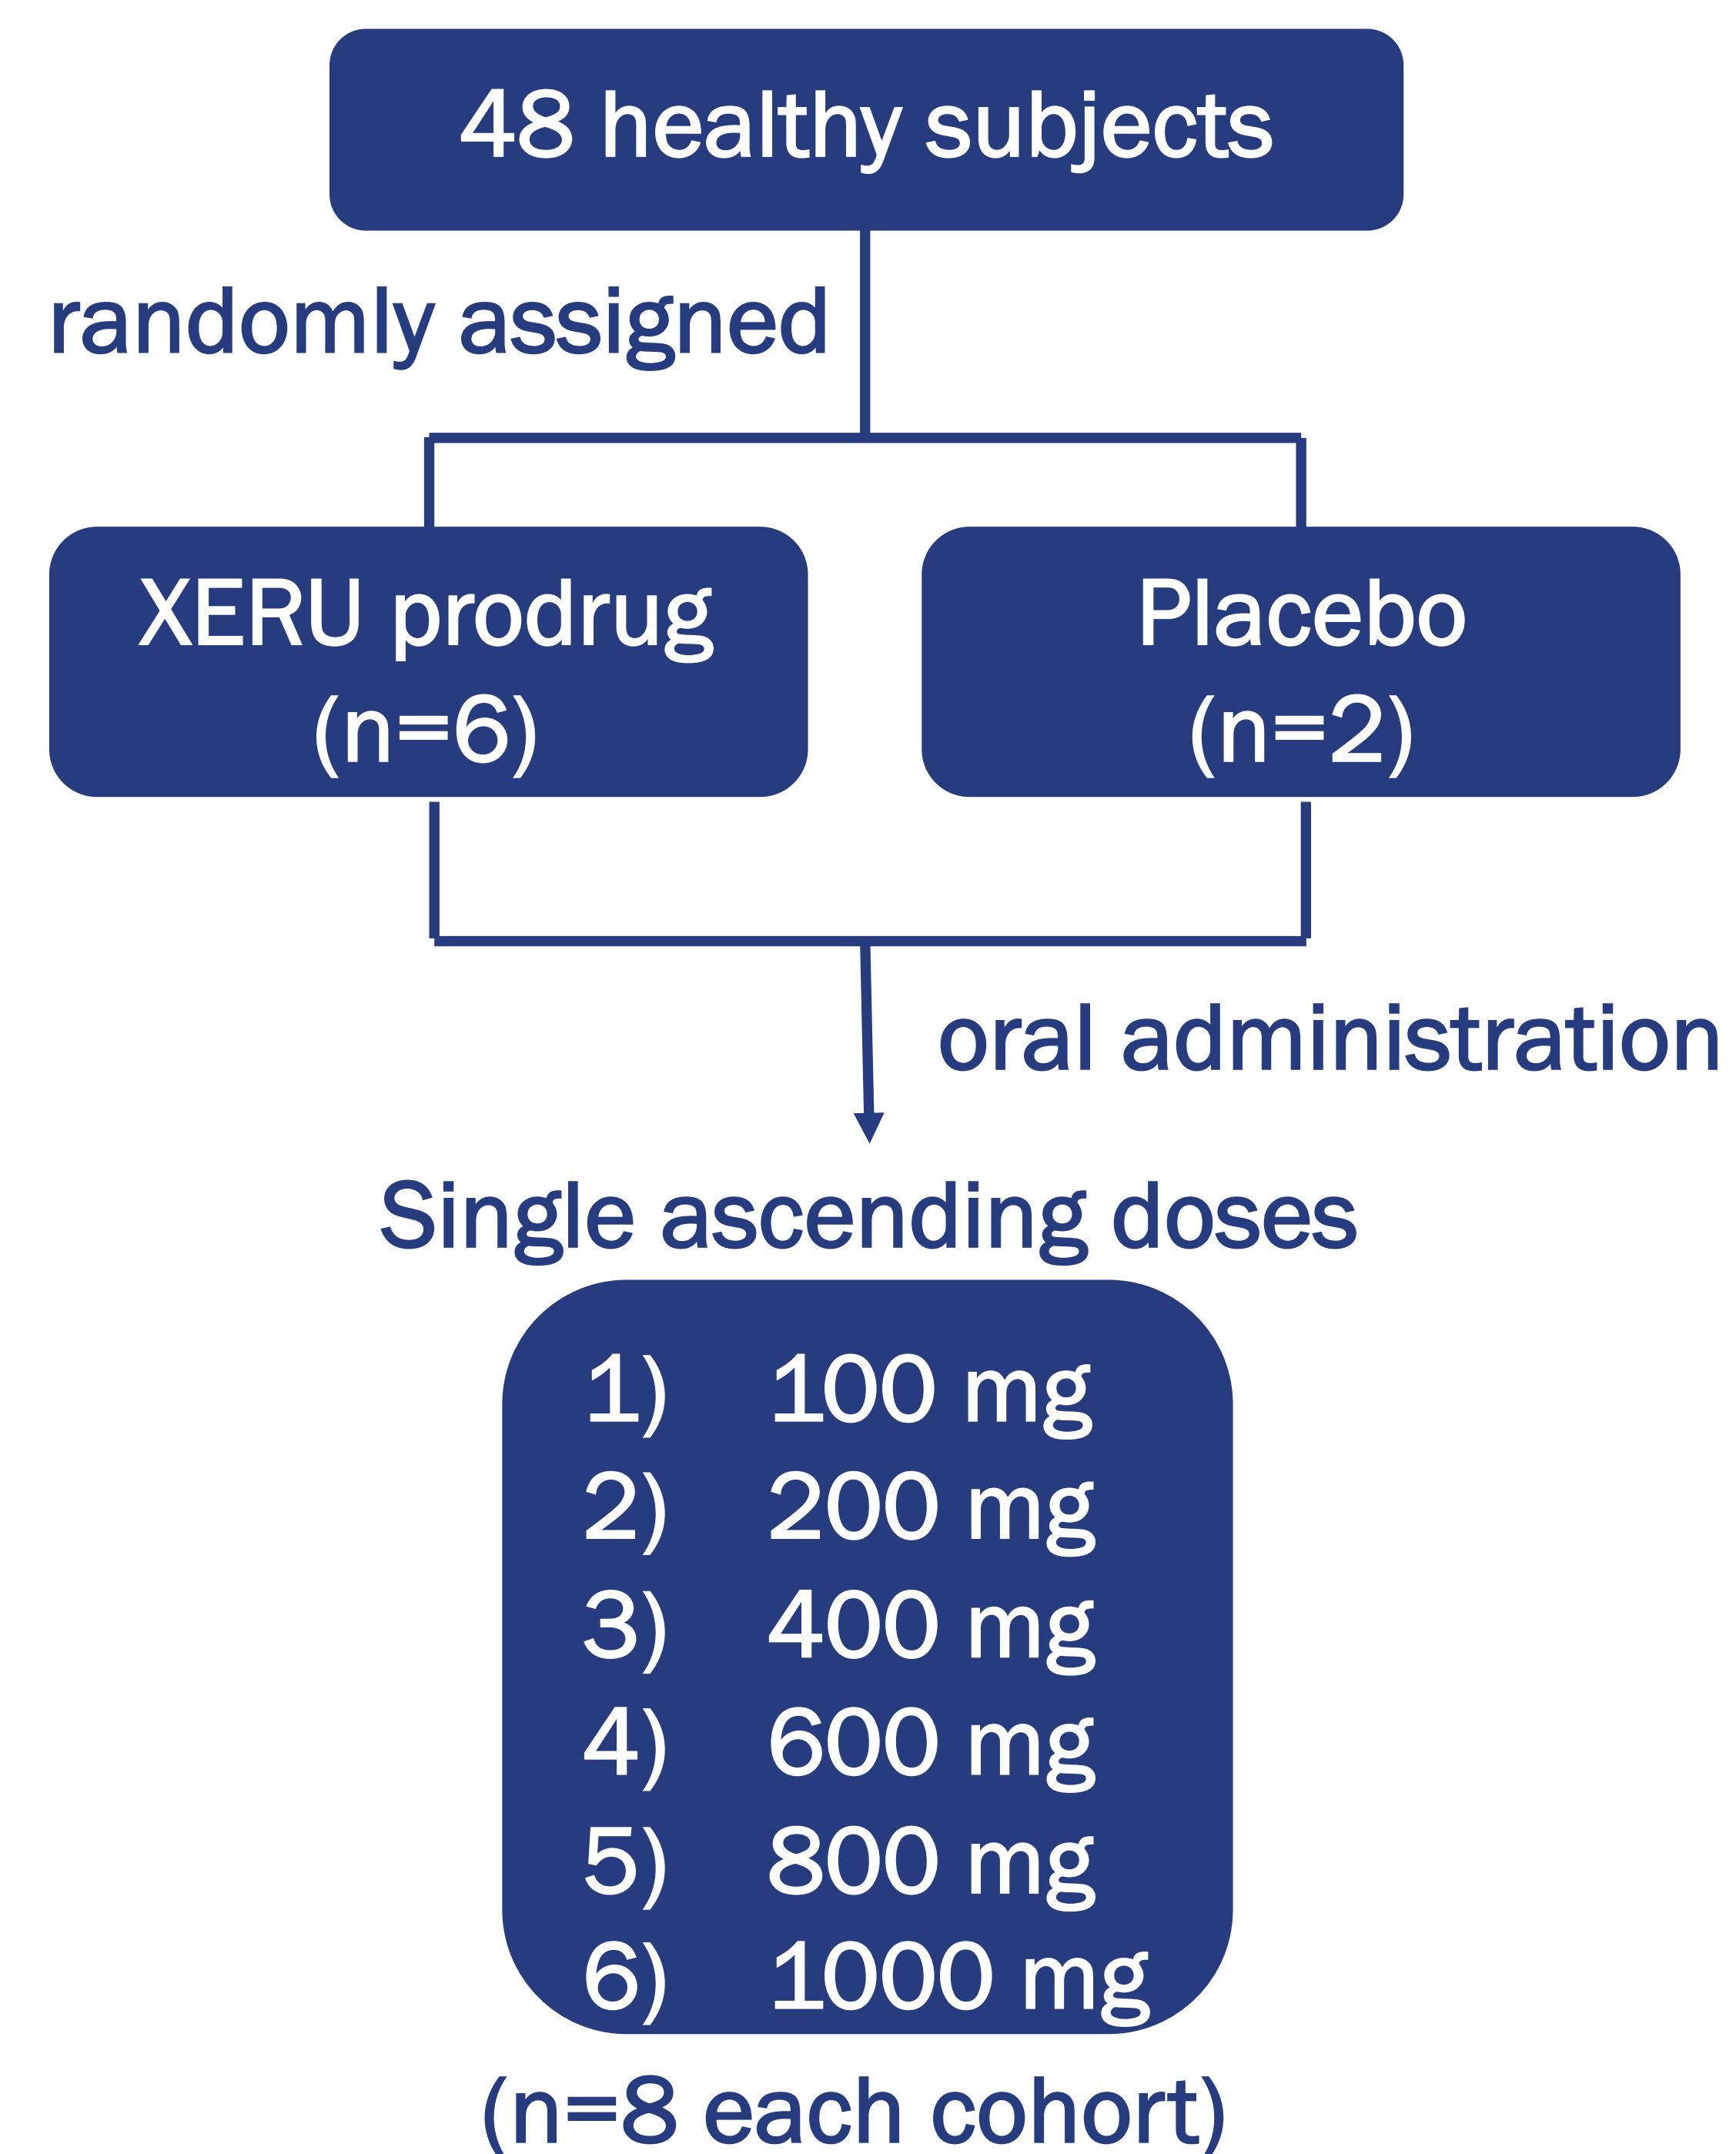 48 healthy subjects
randomly assigned
XERU prodrug
(n=6)
Placebo
(n=2)
oral administration
Single ascending doses
1) 100 mg
2) 200 mg
3) 400 mg
4) 600 mg
5) 800 mg
6) 1000 mg
(n=8 each cohort)